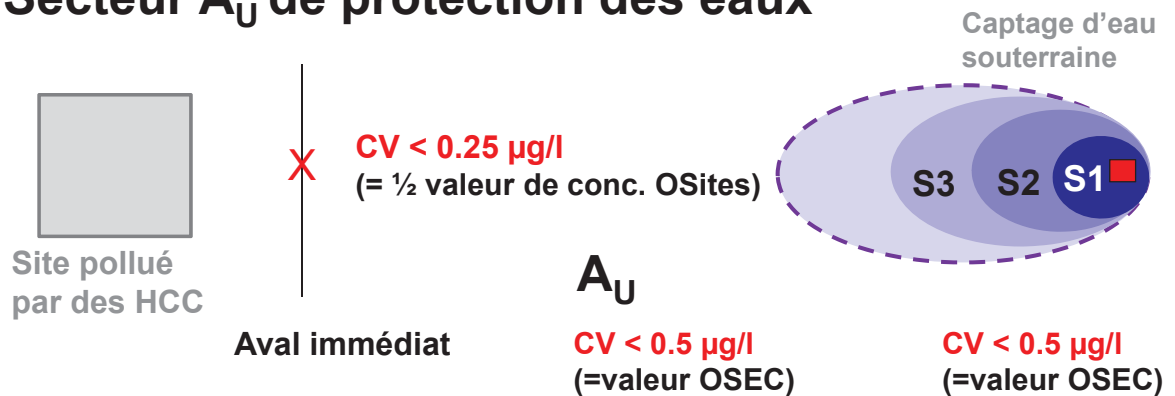 Secteur AU de protection des eaux
Captage d'eau
souterraine
X
CV < 0.25 µg/l
(= ½ valeur de conc. OSites)
S3 S2 S1
Site pollué
par des HCC
AU
Aval immédiat
CV < 0.5 µg/l
(=valeur OSEC)
CV < 0.5 µg/l
(=valeur OSEC)